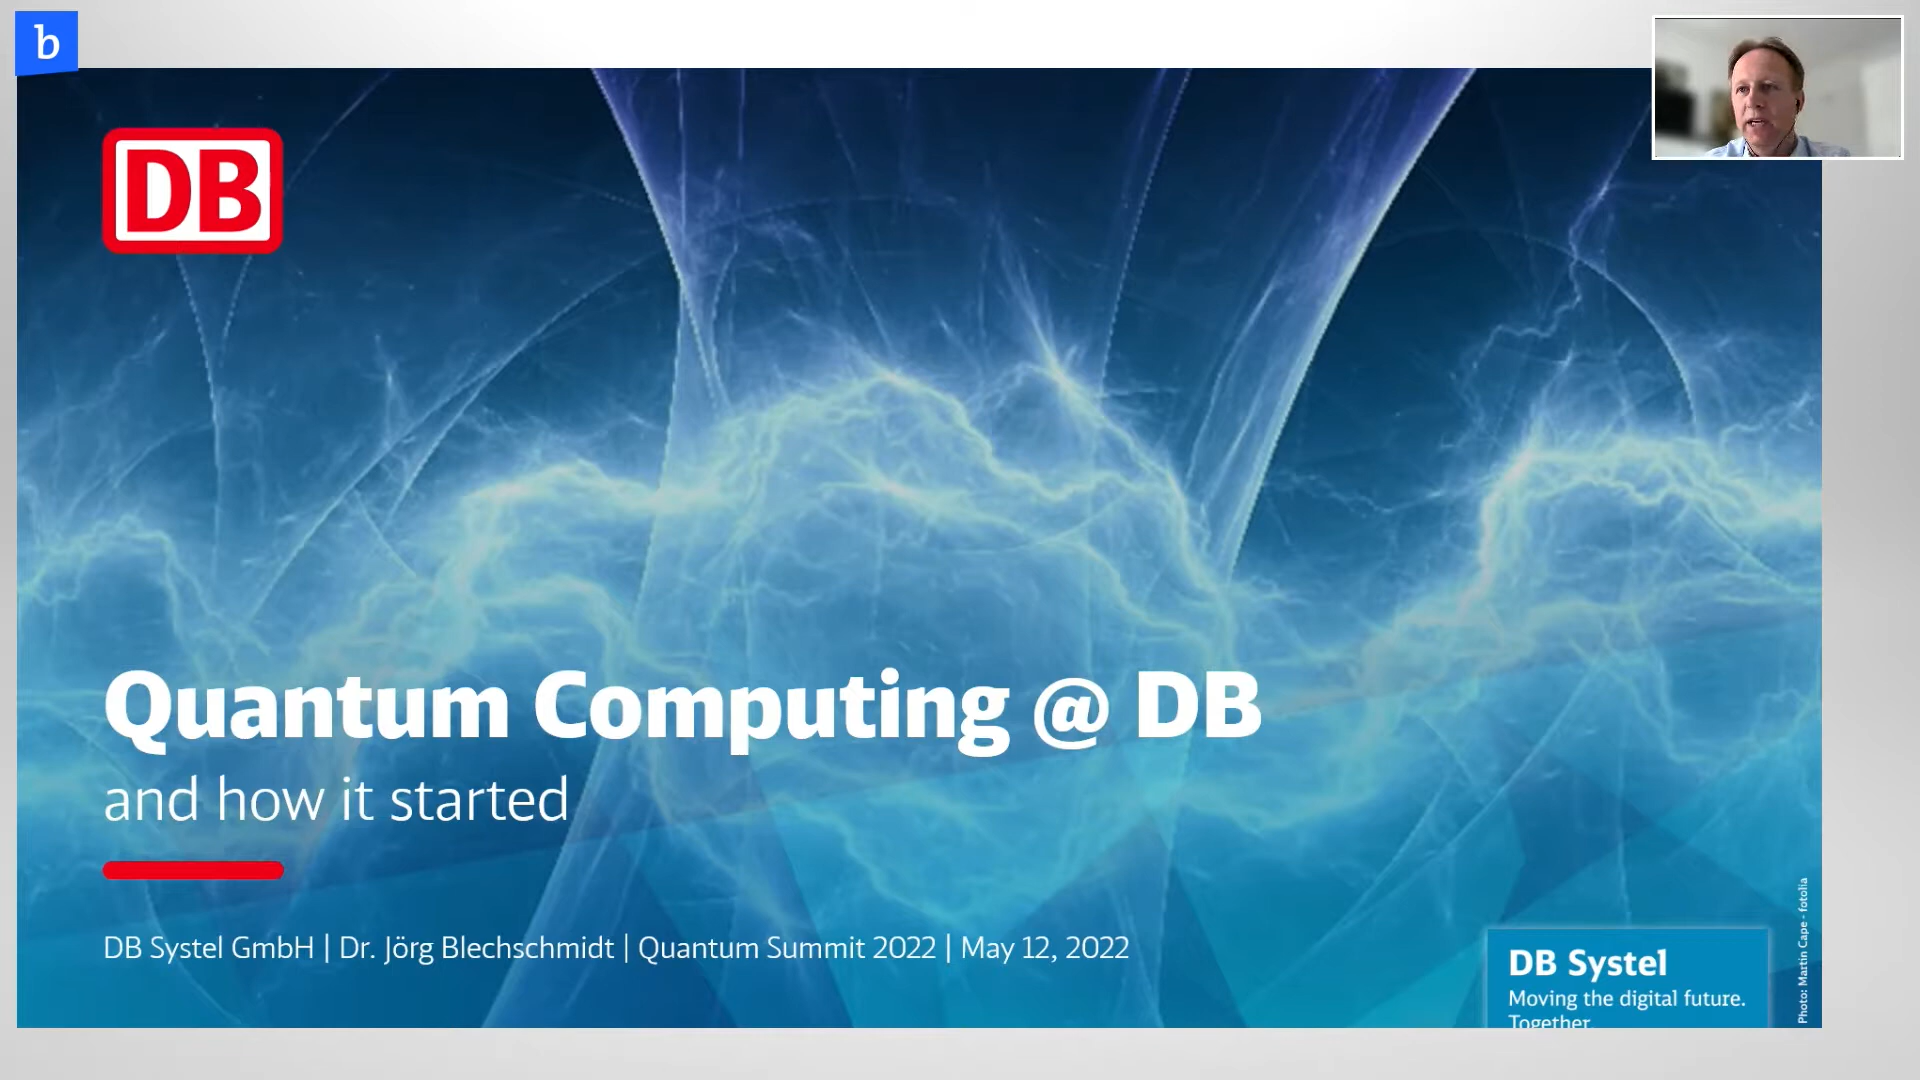 b
DB
Quantum Computing @ DB
and how it started
DB Systel GmbH | Dr. Jörg Blechschmidt | Quantum Summit 2022 | May 12, 2022
DB Systel
Moving the digital future.
Together.
Photo: Martin Cape - fotolia